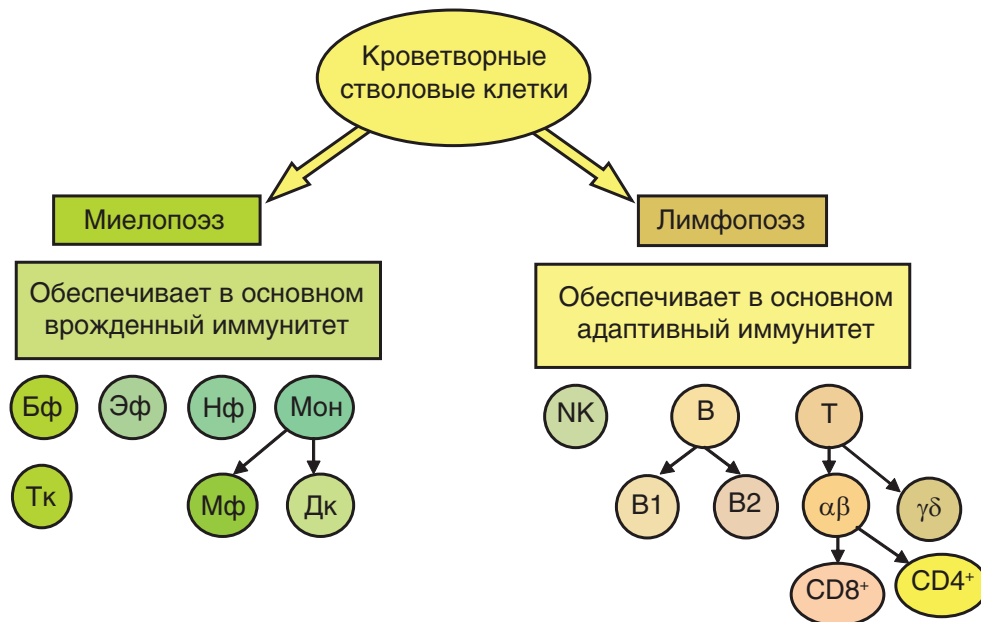 Кроветворные
стволовые клетки
Миелопоэз
Лимфопоэз
Обеспечивает в основном
врожденный иммунитет
Обеспечивает в основном
адаптивный иммунитет
Бф
Эф
Нф
Мон
NK
B
T
Тк
Мф
Дк
B1
B2
αβ
γδ
CD8⁺
CD4⁺